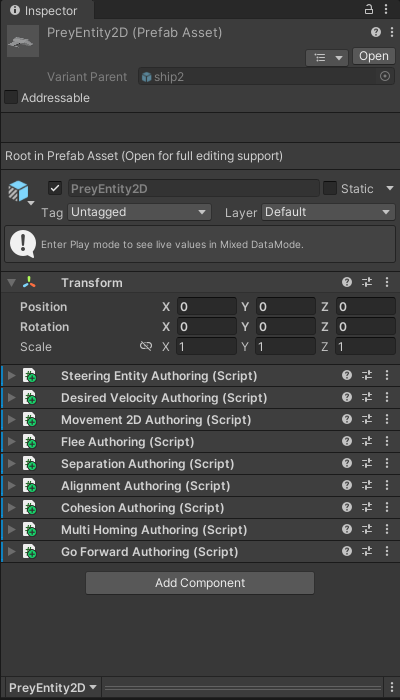 Inspector
PreyEntity2D (Prefab Asset)
Open
Variant Parent ship2
Addressable
Root in Prefab Asset (Open for full editing support)
PreyEntity2D Static
Tag Untagged Layer Default
Enter Play mode to see live values in Mixed DataMode.
Transform
Position X 0 Y 0 Z 0
Rotation X 0 Y 0 Z 0
Scale X 1 Y 1 Z 1
Steering Entity Authoring (Script)
Desired Velocity Authoring (Script)
Movement 2D Authoring (Script)
Flee Authoring (Script)
Separation Authoring (Script)
Alignment Authoring (Script)
Cohesion Authoring (Script)
Multi Homing Authoring (Script)
Go Forward Authoring (Script)
Add Component
PreyEntity2D